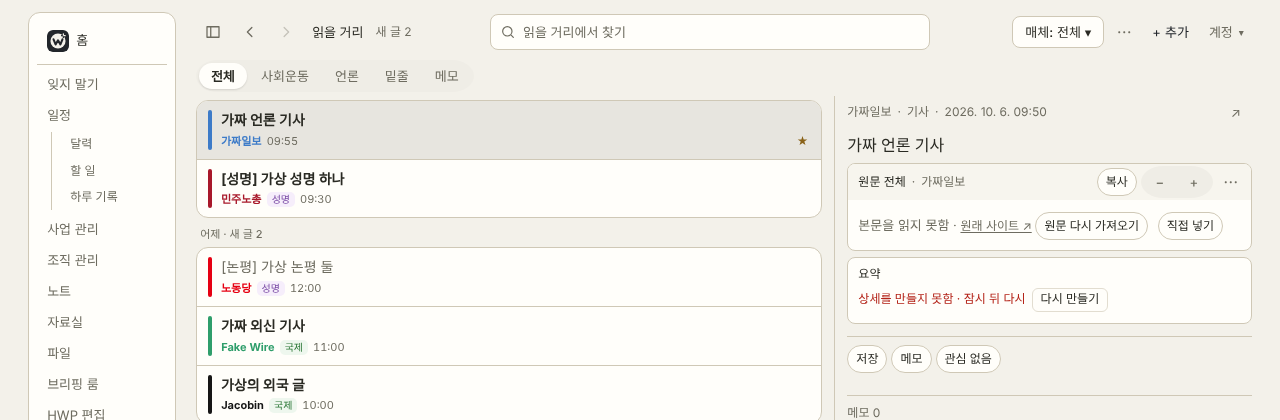 홈
잊지 말기
일정
달력
할 일
하루 기록
사업 관리
조직 관리
노트
자료실
파일
브리핑 룸
HWP 편집
읽을 거리 새 글 2
읽을 거리에서 찾기
매체: 전체 ▾
··· + 추가 계정 ▾
전체 사회운동 언론 밑줄 메모
가짜 언론 기사
가짜일보 09:55 ★
[성명] 가상 성명 하나
민주노총 성명 09:30
어제 · 새 글 2
[논평] 가상 논평 둘
노동당 성명 12:00
가짜 외신 기사
Fake Wire 국제 11:00
가상의 외국 글
Jacobin 국제 10:00
가짜일보 · 기사 · 2026. 10. 6. 09:50 ↗
가짜 언론 기사
원문 전체 · 가짜일보 복사 − + ···
본문을 읽지 못함 · 원래 사이트 ↗ 원문 다시 가져오기 직접 넣기
요약
상세를 만들지 못함 · 잠시 뒤 다시 다시 만들기
저장 메모 관심 없음
메모 0